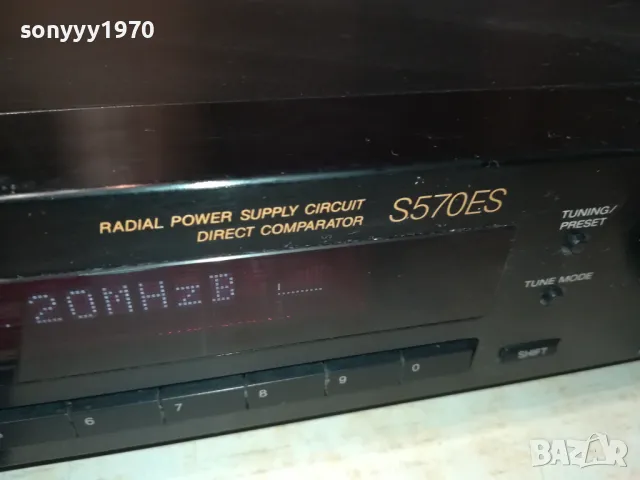 sonyyy1970
RADIAL POWER SUPPLY CIRCUIT
DIRECT COMPARATOR
S570ES
TUNING/
PRESET
20MHzB
TUNE MODE
SHIFT
6 7 8 9 0
BAZAR
bg